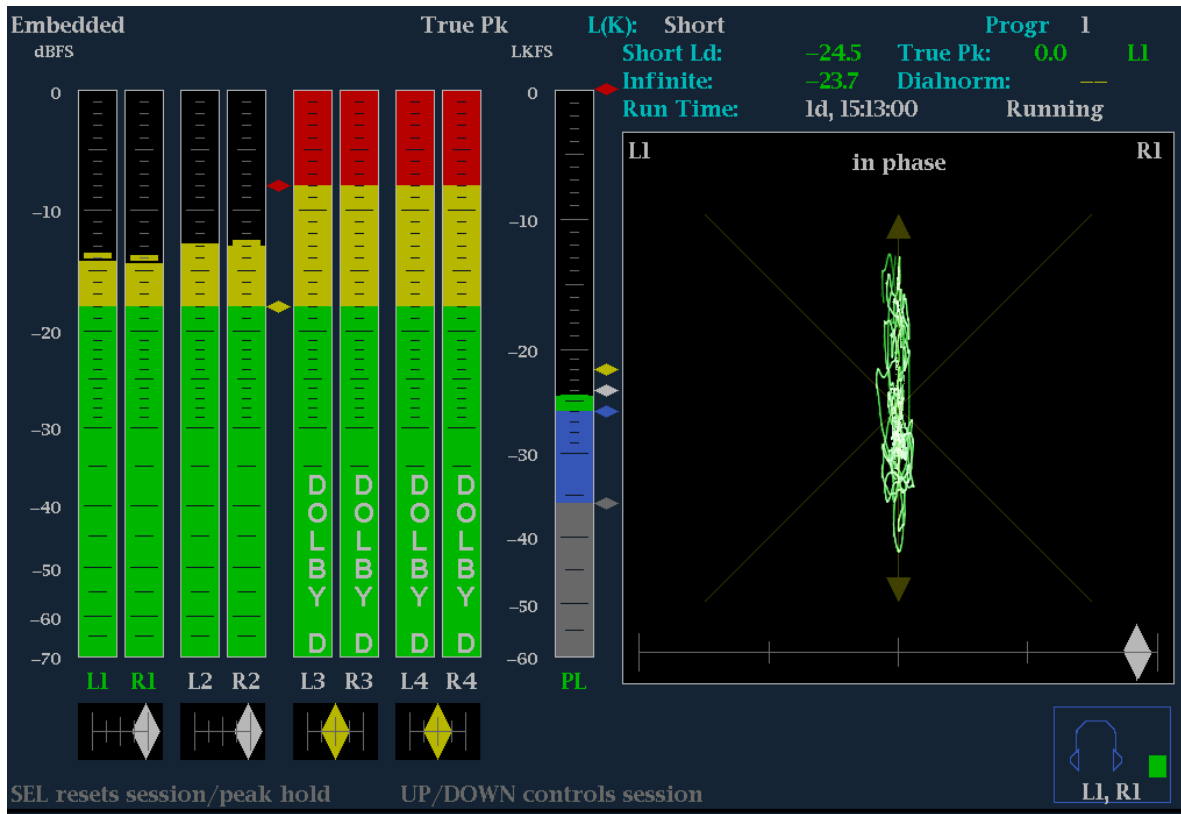 Embedded True Pk L(K): Short Progr 1
dBFS LKFS Short Ld: −24.5 True Pk: 0.0 L1
Infinite: −23.7 Dialnorm: −−
Run Time: 1d, 15:13:00 Running
0 0
L1 in phase R1
−10 −10
−20 −20
−30 −30
−40 −40
−50 −50
−60
−70 −60
DOLBY D DOLBY D DOLBY D DOLBY D
L1 R1 L2 R2 L3 R3 L4 R4 PL
SEL resets session/peak hold UP/DOWN controls session
L1, R1